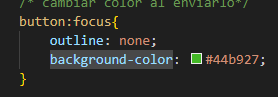 /* cambiar color al enviarlo*/
button:focus{
outline: none;
background-color: #44b927;
}